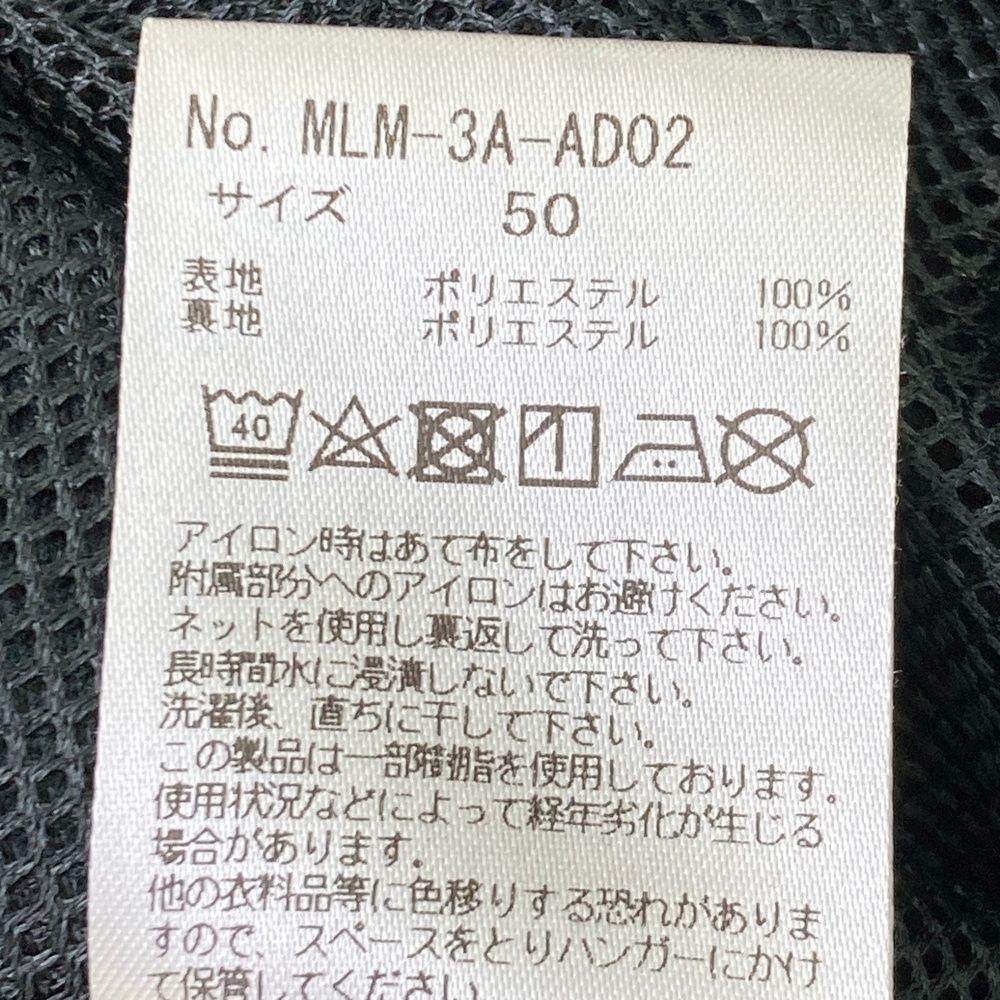 No. MLM-3A-AD02
サイズ 50
表地 ポリエステル 100%
裏地 ポリエステル 100%
40
アイロン時はあて布をして下さい。
附属部分へのアイロンはお避けください。
ネットを使用し裏返して洗って下さい。
長時間水に浸漬しないで下さい。
洗濯後、直ちに干して下さい。
この製品は一部樹脂を使用しております。
使用状況などによって経年劣化が生じる
場合があります。
他の衣料品等に色移りする恐れがありま
すので、スペースをとりハンガーにかけ
て保管してください